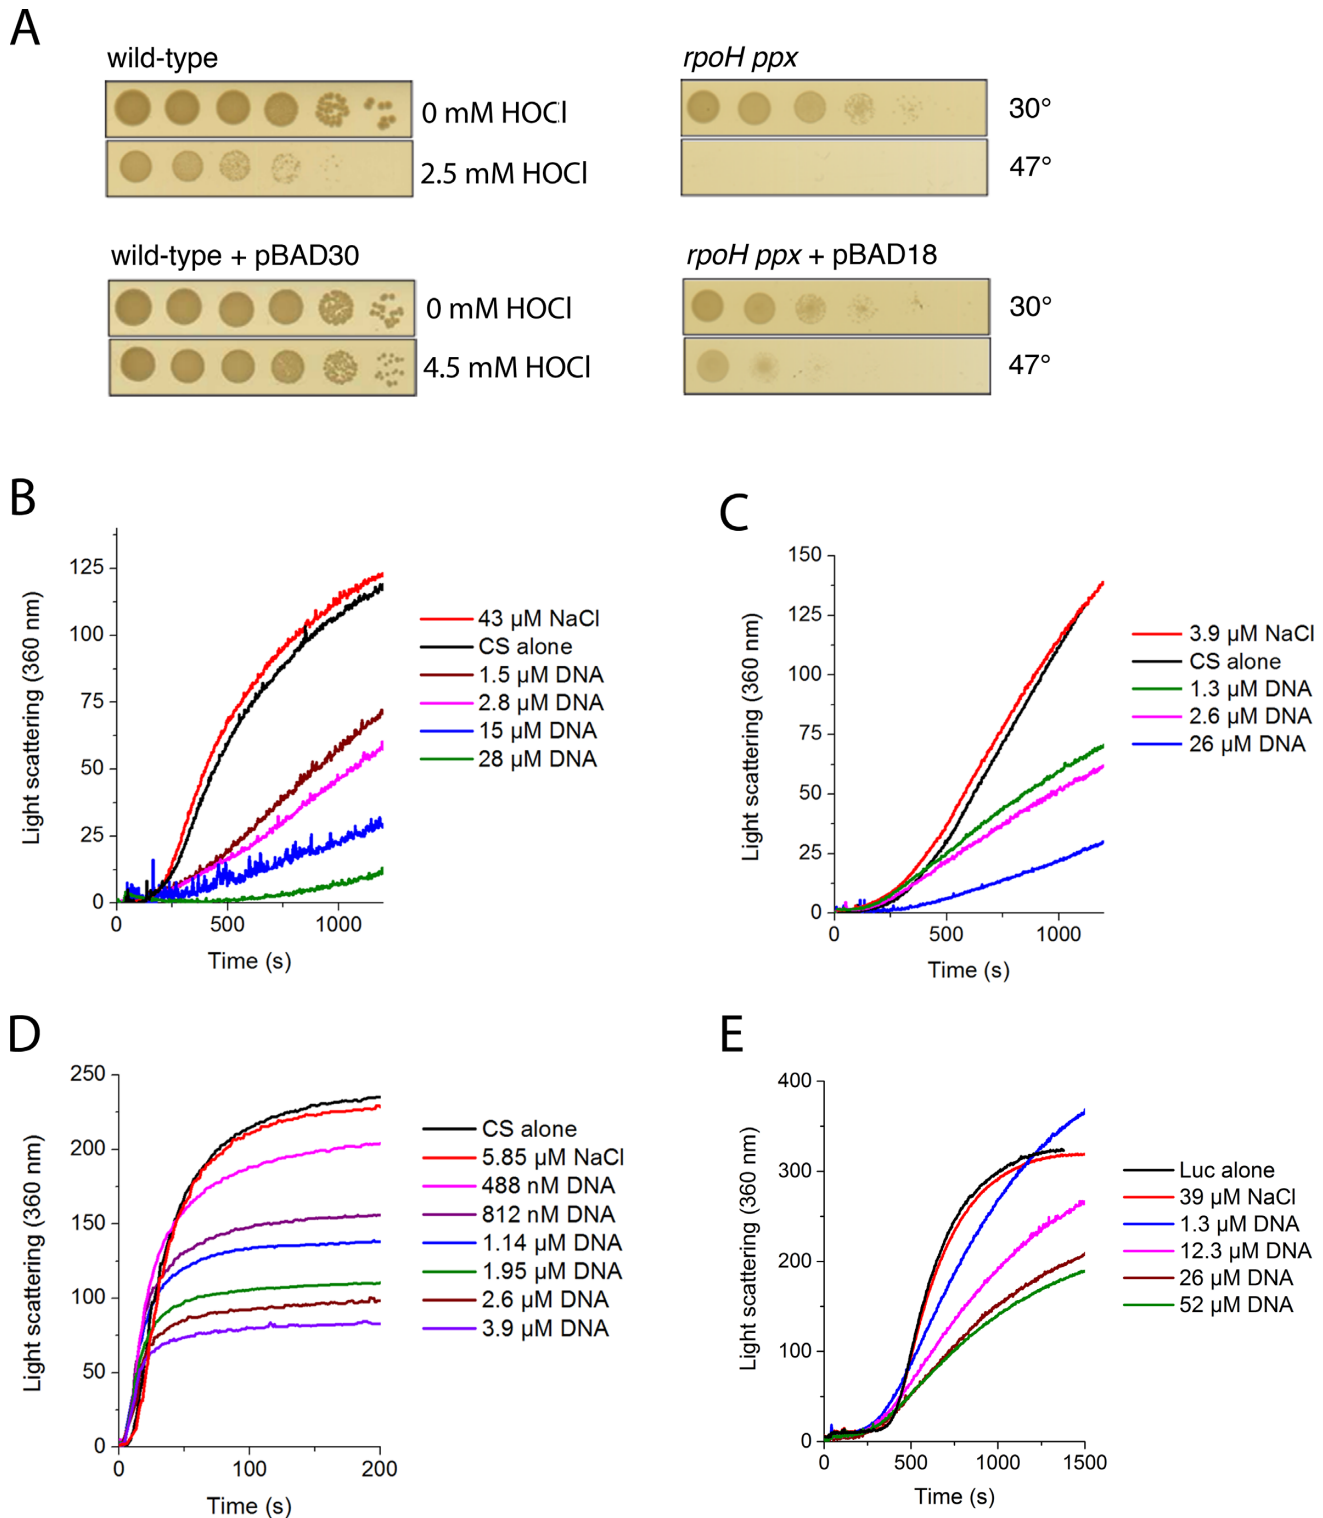 A
wild-type
0 mM HOCl
2.5 mM HOCl
rpoH ppx
30°
47°
wild-type + pBAD30
0 mM HOCl
4.5 mM HOCl
rpoH ppx + pBAD18
30°
47°
B
Light scattering (360 nm)
125
100
75
50
25
0
0
500
1000
Time (s)
43 µM NaCl
CS alone
1.5 µM DNA
2.8 µM DNA
15 µM DNA
28 µM DNA
C
Light scattering (360 nm)
150
125
100
75
50
25
0
0
500
1000
Time (s)
3.9 µM NaCl
CS alone
1.3 µM DNA
2.6 µM DNA
26 µM DNA
D
Light scattering (360 nm)
250
200
150
100
50
0
0
100
200
Time (s)
CS alone
5.85 µM NaCl
488 nM DNA
812 nM DNA
1.14 µM DNA
1.95 µM DNA
2.6 µM DNA
3.9 µM DNA
E
Light scattering (360 nm)
400
300
200
100
0
0
500
1000
1500
Time (s)
Luc alone
39 µM NaCl
1.3 µM DNA
12.3 µM DNA
26 µM DNA
52 µM DNA